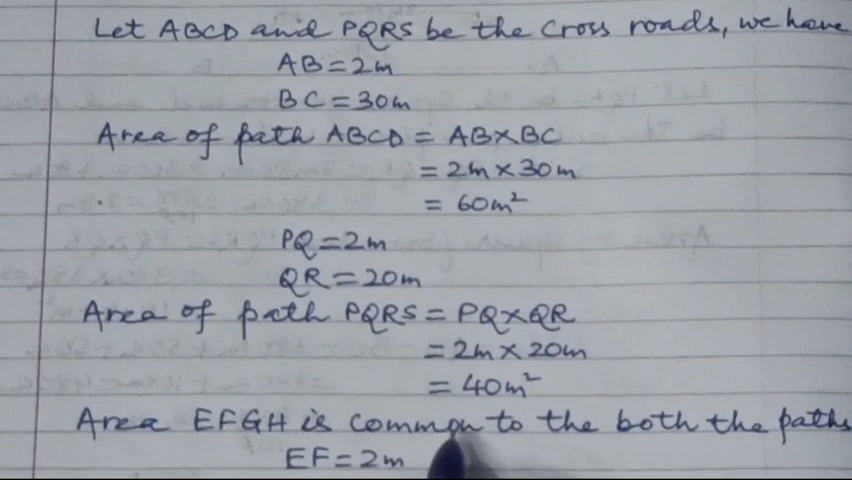 Let ABCD and PQRS be the cross roads, we have
AB=2m
BC=30m
Area of path ABCD = AB×BC
= 2m×30m
= 60m²
PQ=2m
QR=20m
Area of path PQRS = PQ×QR
= 2m×20m
= 40m²
Area EFGH is common to the both the paths
EF=2m